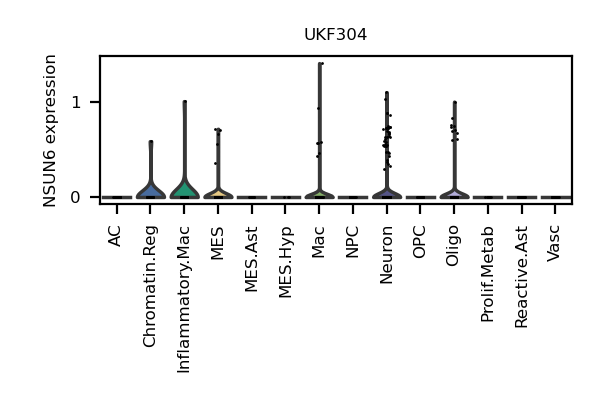 UKF304
NSUN6 expression
1
0
AC
Chromatin.Reg
Inflammatory.Mac
MES
MES.Ast
MES.Hyp
Mac
NPC
Neuron
OPC
Oligo
Prolif.Metab
Reactive.Ast
Vasc